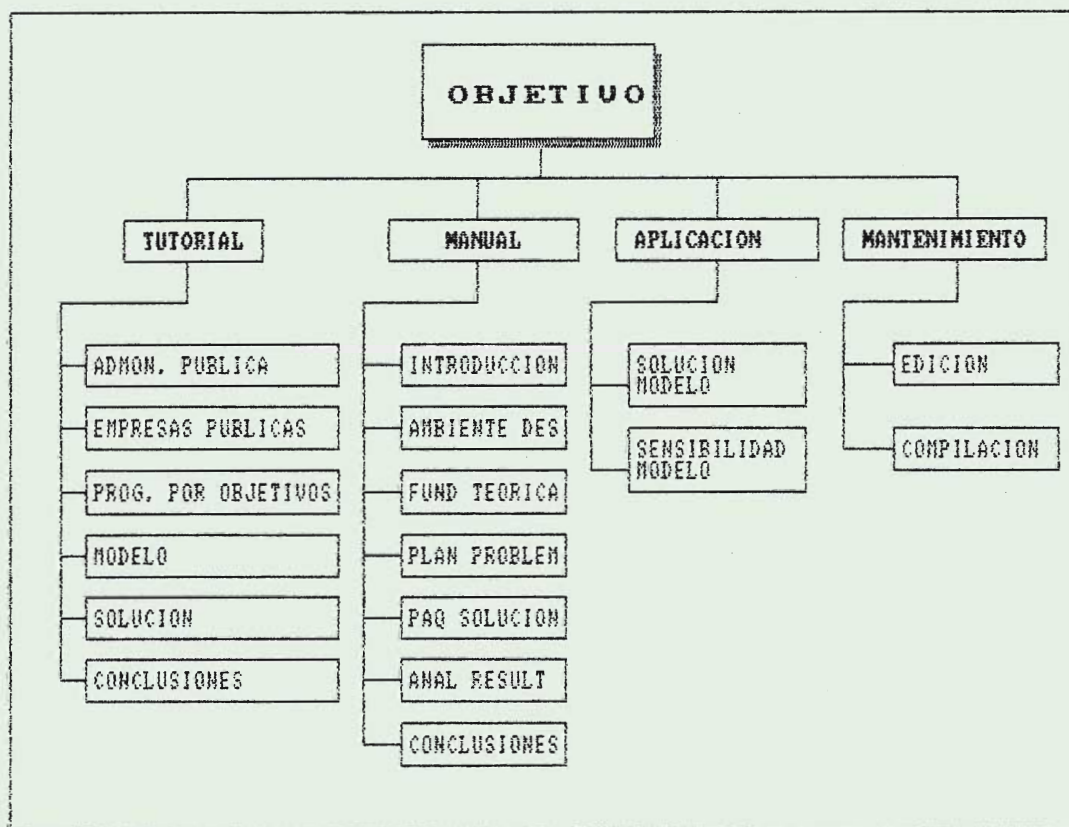 OBJETIVO
TUTORIAL
MANUAL
APLICACION
MANTENIMIENTO
ADMON. PUBLICA
EMPRESAS PUBLICAS
PROG. POR OBJETIVOS
MODELO
SOLUCION
CONCLUSIONES
INTRODUCCION
AMBIENTE DES
FUND TEORICA
PLAN PROBLEM
PAQ SOLUCION
ANAL RESULT
CONCLUSIONES
SOLUCION
MODELO
SENSIBILIDAD
MODELO
EDICION
COMPILACION